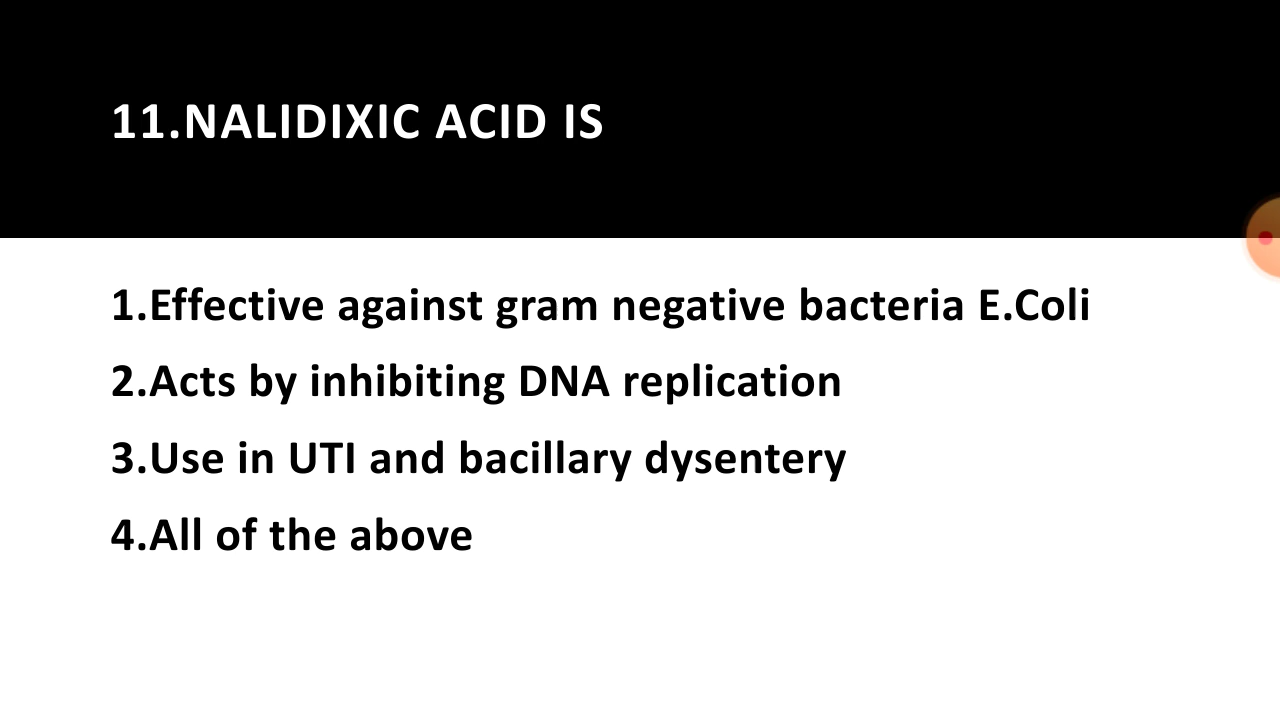 11.NALIDIXIC ACID IS
1.Effective against gram negative bacteria E.Coli
2.Acts by inhibiting DNA replication
3.Use in UTI and bacillary dysentery
4.All of the above